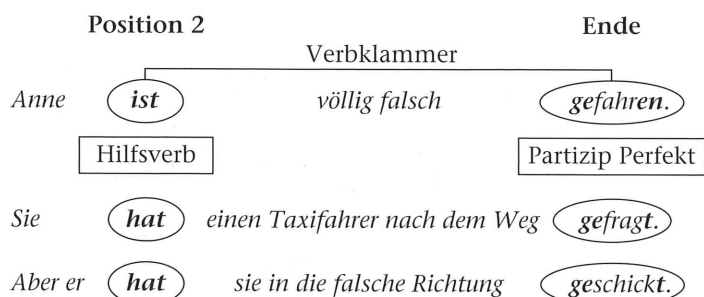 Position 2 Ende
Verbklammer
Anne ist völlig falsch gefahren.
Hilfsverb Partizip Perfekt
Sie hat einen Taxifahrer nach dem Weg gefragt.
Aber er hat sie in die falsche Richtung geschickt.